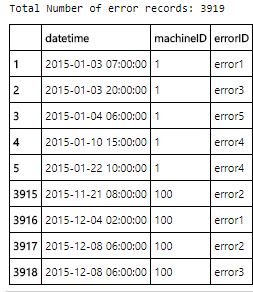 Total Number of error records: 3919
datetime machineID errorID
1 2015-01-03 07:00:00 1 error1
2 2015-01-03 20:00:00 1 error3
3 2015-01-04 06:00:00 1 error5
4 2015-01-10 15:00:00 1 error4
5 2015-01-22 10:00:00 1 error4
3915 2015-11-21 08:00:00 100 error2
3916 2015-12-04 02:00:00 100 error1
3917 2015-12-08 06:00:00 100 error2
3918 2015-12-08 06:00:00 100 error3